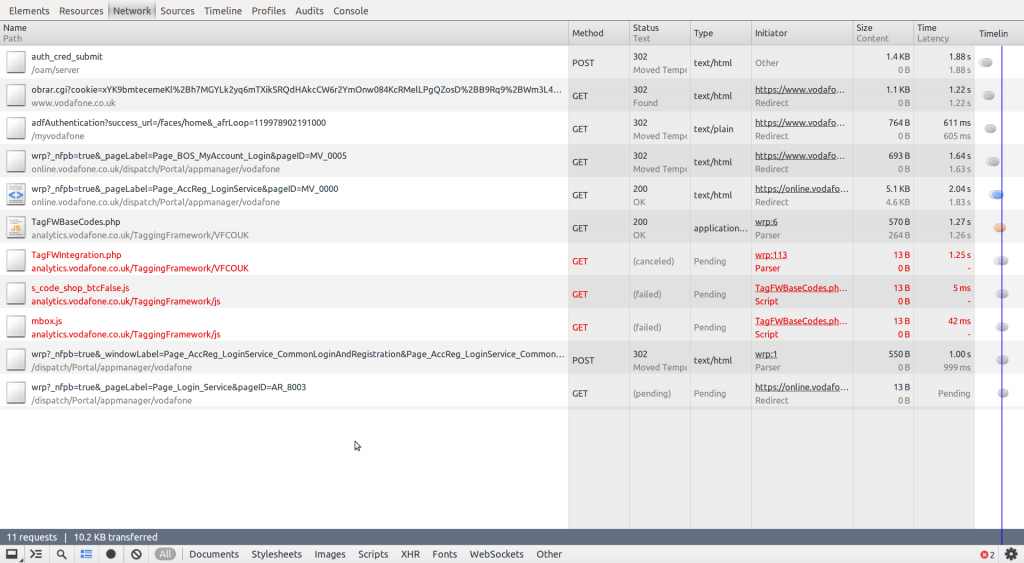 Elements Resources Network Sources Timeline Profiles Audits Console
Name Method Status Type Initiator Size Time Timelin
Path Text Content Latency
auth_cred_submit POST 302 text/html Other 1.4 KB 1.88 s
/oam/server Moved Tempo 0 B 1.88 s
obrar.cgi?cookie=xYK9bmtecemeKl%2Bh7MGYLk2yq6mTXikSRQdHAkcCW6r2YmOnw084KcRMelLPgQZosD%2BB9Rq9%2BWm3L4... GET 302 text/html https://www.vodafo... 1.1 KB 1.22 s
www.vodafone.co.uk Found Redirect 0 B 1.22 s
adfAuthentication?success_url=/faces/home&_afrLoop=119978902191000 GET 302 text/plain https://www.vodafo... 764 B 611 ms
/myvodafone Moved Tempo Redirect 0 B 605 ms
wrp?_nfpb=true&_pageLabel=Page_BOS_MyAccount_Login&pageID=MV_0005 GET 302 text/html https://www.vodafo... 693 B 1.64 s
online.vodafone.co.uk/dispatch/Portal/appmanager/vodafone Moved Tempo Redirect 0 B 1.63 s
wrp?_nfpb=true&_pageLabel=Page_AccReg_LoginService&pageID=MV_0000 GET 200 text/html https://online.vodafo... 5.1 KB 2.04 s
online.vodafone.co.uk/dispatch/Portal/appmanager/vodafone OK Redirect 4.6 KB 1.83 s
TagFWBaseCodes.php GET 200 application... wrp:6 570 B 1.27 s
analytics.vodafone.co.uk/TaggingFramework/VFCOUK OK Parser 264 B 1.26 s
TagFWIntegration.php GET (canceled) Pending wrp:113 13 B 1.25 s
analytics.vodafone.co.uk/TaggingFramework/VFCOUK Parser 0 B -
s_code_shop_btcFalse.js GET (failed) Pending TagFWBaseCodes.ph... 13 B 5 ms
analytics.vodafone.co.uk/TaggingFramework/js Script 0 B -
mbox.js GET (failed) Pending TagFWBaseCodes.ph... 13 B 42 ms
analytics.vodafone.co.uk/TaggingFramework/js Script 0 B -
wrp?_nfpb=true&_windowLabel=Page_AccReg_LoginService_CommonLoginAndRegistration&Page_AccReg_LoginService_Common... POST 302 text/html wrp:1 550 B 1.00 s
/dispatch/Portal/appmanager/vodafone Moved Tempo Parser 0 B 999 ms
wrp?_nfpb=true&_pageLabel=Page_Login_Service&pageID=AR_8003 GET (pending) Pending https://online.vodafo... 13 B Pending
/dispatch/Portal/appmanager/vodafone Redirect 0 B
11 requests | 10.2 KB transferred
All Documents Stylesheets Images Scripts XHR Fonts WebSockets Other 2